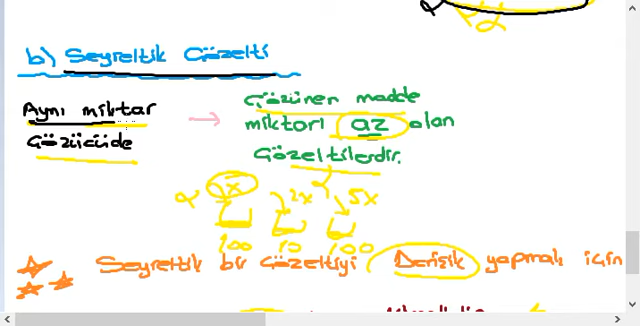 b) Seyreltik Çözelti
Aynı miktar
Çözücüde
Çözünen madde
miktarı az olan
Çözeltilerdir.
x 2x 5x
100 10 100
Seyreltik bir Çözeltiyi (Derişik) yapmak için